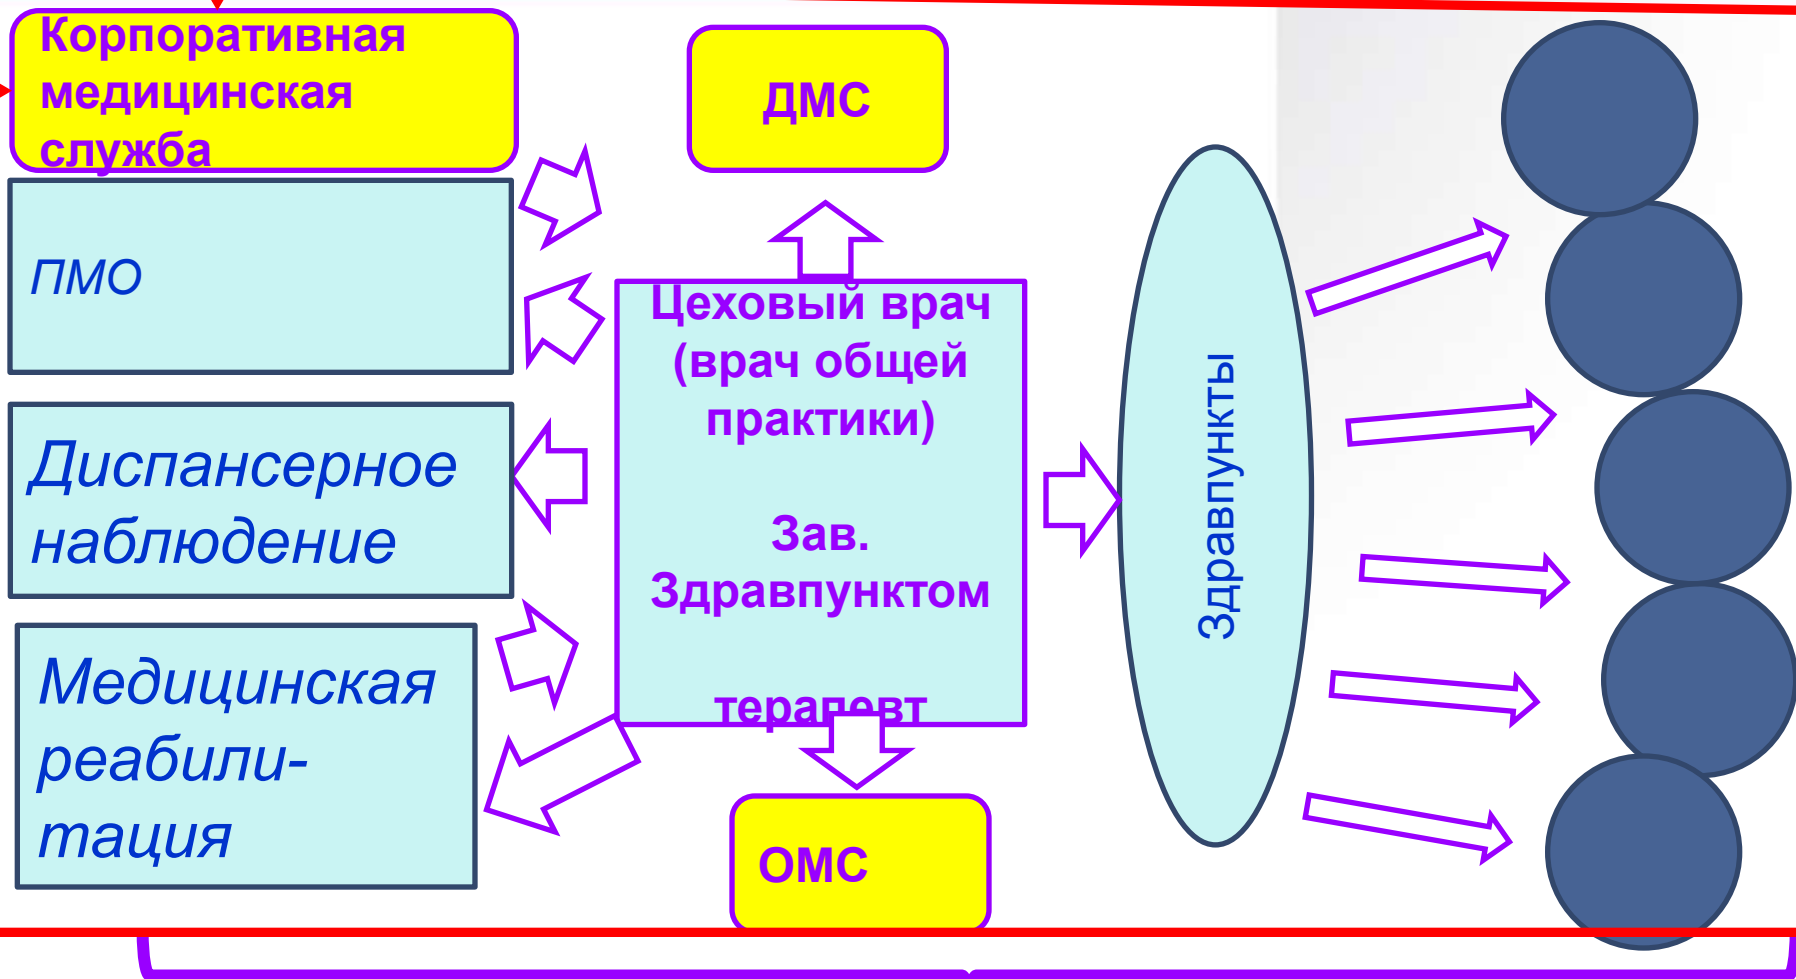 Корпоративная
медицинская
служба
ДМС
ПМО
Диспансерное
наблюдение
Медицинская
реабили-
тация
Цеховый врач
(врач общей
практики)
Зав.
Здравпунктом
терапевт
ОМС
Здравпункты